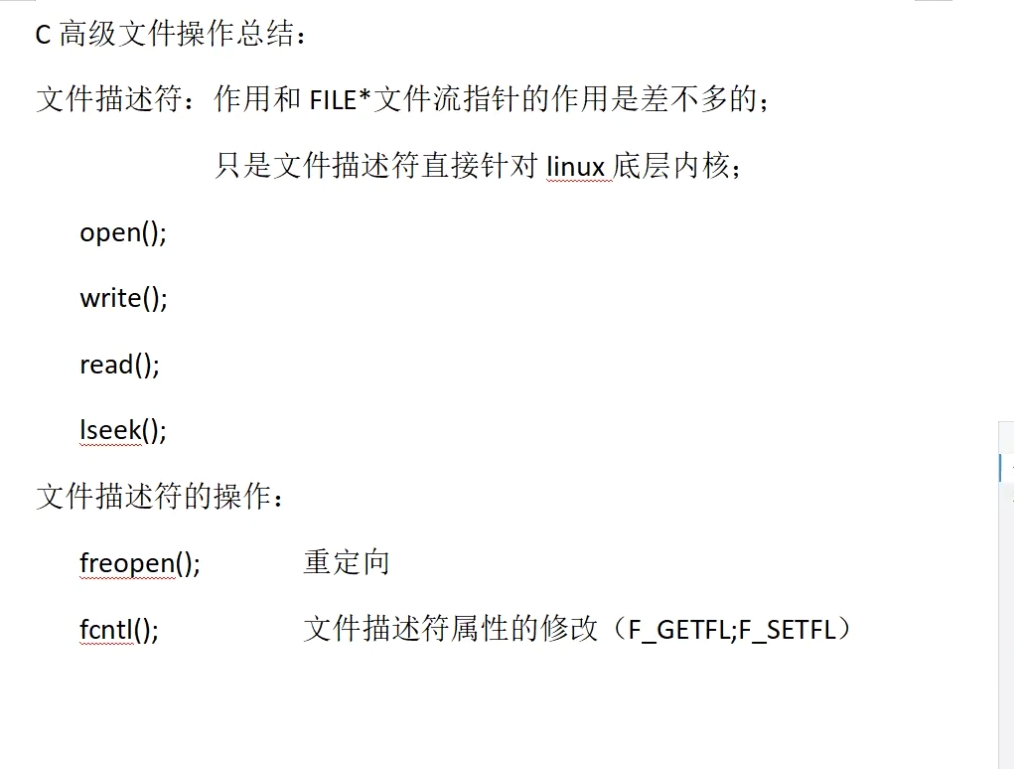 C 高级文件操作总结：
文件描述符：作用和 FILE*文件流指针的作用是差不多的；
只是文件描述符直接针对 linux 底层内核；
open();
write();
read();
lseek();
文件描述符的操作：
freopen(); 重定向
fcntl(); 文件描述符属性的修改（F_GETFL;F_SETFL）